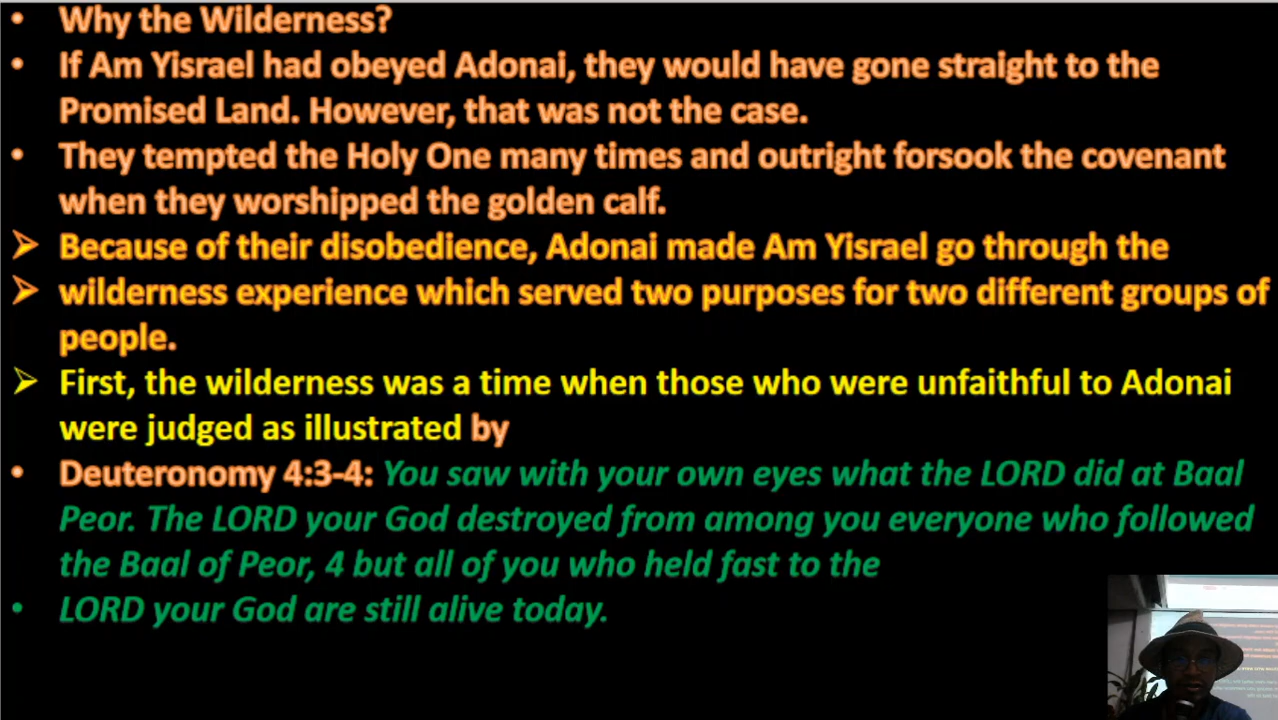 • Why the Wilderness?
• If Am Yisrael had obeyed Adonai, they would have gone straight to the
Promised Land. However, that was not the case.
• They tempted the Holy One many times and outright forsook the covenant
when they worshipped the golden calf.
➢ Because of their disobedience, Adonai made Am Yisrael go through the
➢ wilderness experience which served two purposes for two different groups of
people.
➢ First, the wilderness was a time when those who were unfaithful to Adonai
were judged as illustrated by
• Deuteronomy 4:3-4: You saw with your own eyes what the LORD did at Baal
Peor. The LORD your God destroyed from among you everyone who followed
the Baal of Peor, 4 but all of you who held fast to the
• LORD your God are still alive today.